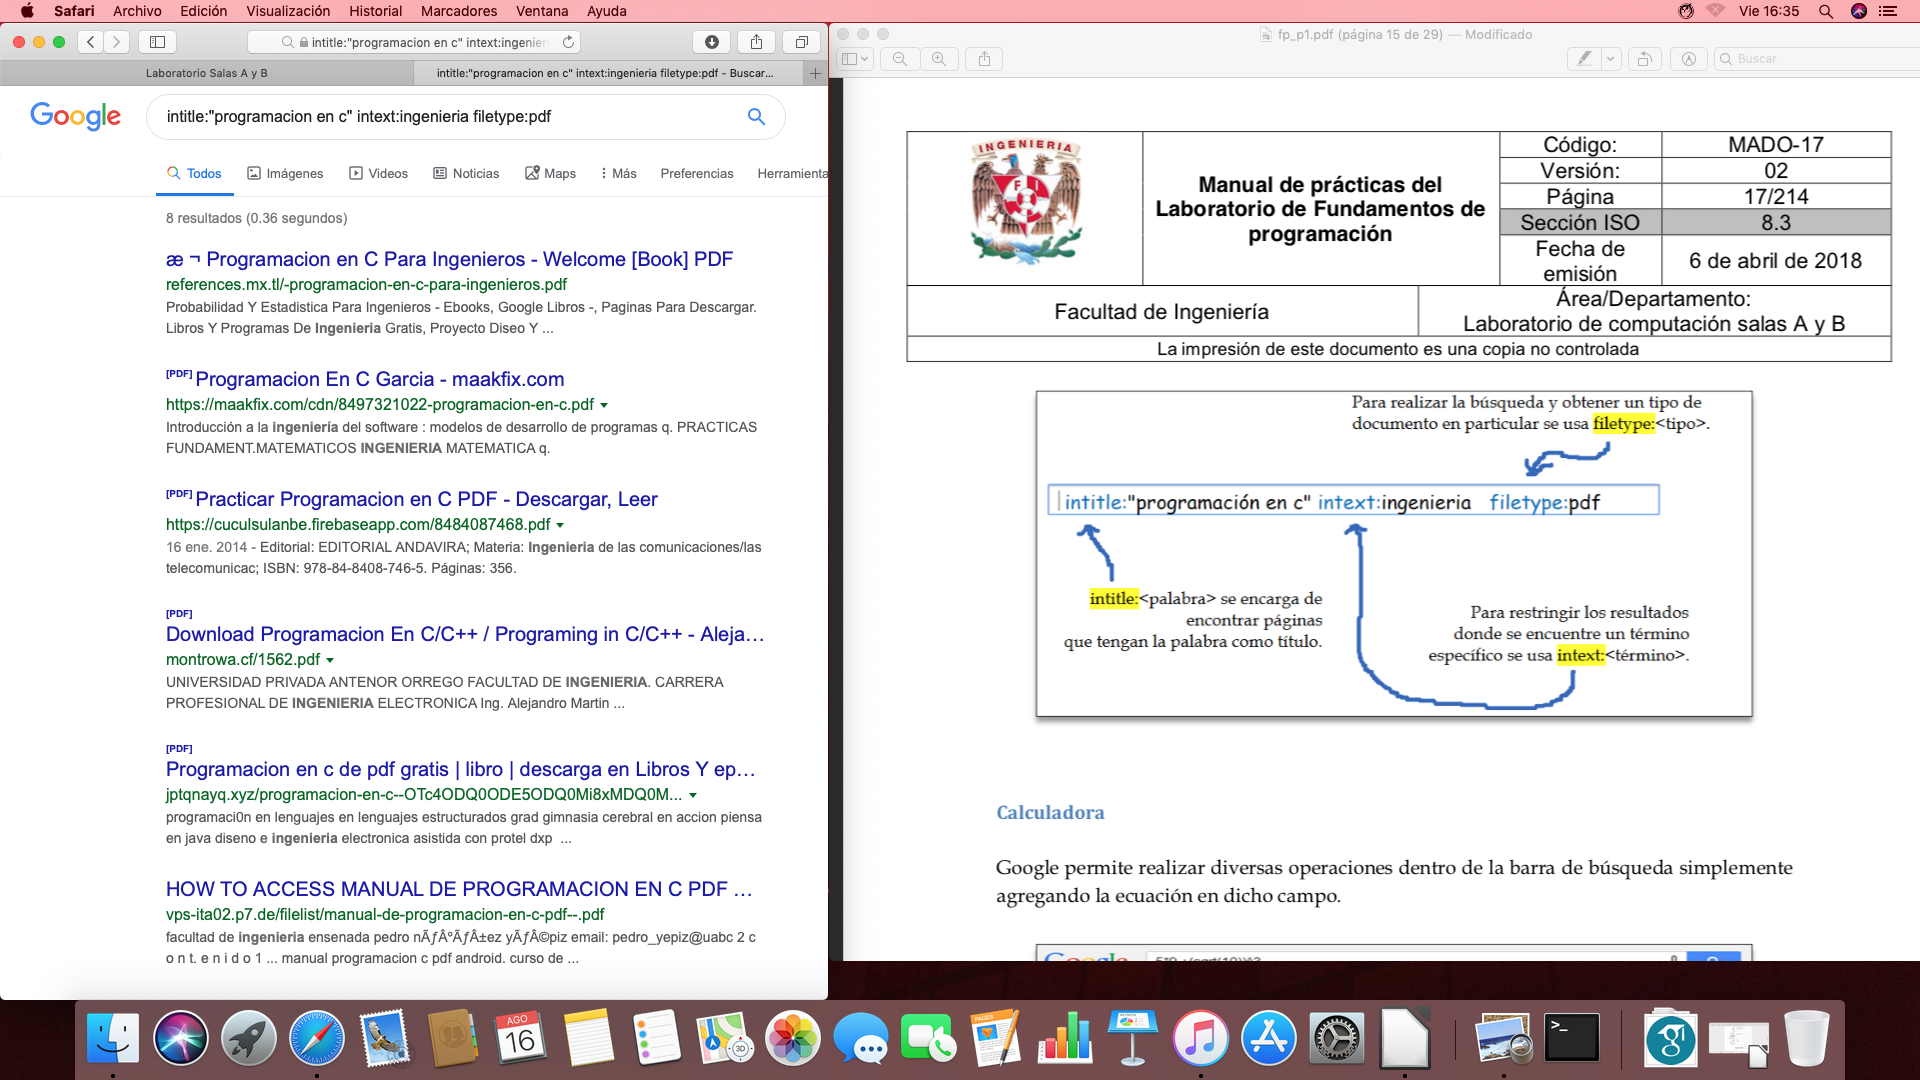 Safari Archivo Edición Visualización Historial Marcadores Ventana Ayuda
Vie 16:35
intitle:"programacion en c" intext:ingenier
Laboratorio Salas A y B
intitle:"programacion en c" intext:ingenieria filetype:pdf - Buscar...
Google
intitle:"programacion en c" intext:ingenieria filetype:pdf
Todos Imágenes Videos Noticias Maps Más Preferencias Herramienta
8 resultados (0.36 segundos)
æ ¬ Programacion en C Para Ingenieros - Welcome [Book] PDF
references.mx.tl/-programacion-en-c-para-ingenieros.pdf
Probabilidad Y Estadistica Para Ingenieros - Ebooks, Google Libros -, Paginas Para Descargar.
Libros Y Programas De Ingenieria Gratis, Proyecto Diseo Y ...
[PDF] Programacion En C Garcia - maakfix.com
https://maakfix.com/cdn/8497321022-programacion-en-c.pdf
Introducción a la ingeniería del software : modelos de desarrollo de programas q. PRACTICAS
FUNDAMENT.MATEMATICOS INGENIERIA MATEMATICA q.
[PDF] Practicar Programacion en C PDF - Descargar, Leer
https://cuculsulanbe.firebaseapp.com/8484087468.pdf
16 ene. 2014 - Editorial: EDITORIAL ANDAVIRA; Materia: Ingenieria de las comunicaciones/las
telecomunicac; ISBN: 978-84-8408-746-5. Páginas: 356.
[PDF]
Download Programacion En C/C++ / Programing in C/C++ - Aleja...
montrowa.cf/1562.pdf
UNIVERSIDAD PRIVADA ANTENOR ORREGO FACULTAD DE INGENIERIA. CARRERA
PROFESIONAL DE INGENIERIA ELECTRONICA Ing. Alejandro Martin ...
[PDF]
Programacion en c de pdf gratis | libro | descarga en Libros Y ep...
jptqnayq.xyz/programacion-en-c--OTc4ODQ0ODE5ODQ0Mi8xMDQ0M...
programaci0n en lenguajes en lenguajes estructurados grad gimnasia cerebral en accion piensa
en java diseno e ingenieria electronica asistida con protel dxp ...
HOW TO ACCESS MANUAL DE PROGRAMACION EN C PDF ...
vps-ita02.p7.de/filelist/manual-de-programacion-en-c-pdf--.pdf
facultad de ingenieria ensenada pedro nÃƒÂºÃƒÂ±ez yÃƒÂ©piz email: pedro_yepiz@uabc 2 c
o n t. e n i d o 1 ... manual programacion c pdf android. curso de ...
fp_p1.pdf (página 15 de 29) — Modificado
Buscar
INGENIERIA
F I
Manual de prácticas del
Laboratorio de Fundamentos de
programación
Código: MADO-17
Versión: 02
Página 17/214
Sección ISO 8.3
Fecha de
emisión
6 de abril de 2018
Facultad de Ingeniería
Área/Departamento:
Laboratorio de computación salas A y B
La impresión de este documento es una copia no controlada
Para realizar la búsqueda y obtener un tipo de
documento en particular se usa filetype:<tipo>.
intitle:"programación en c" intext:ingenieria filetype:pdf
intitle:<palabra> se encarga de
encontrar páginas
que tengan la palabra como título.
Para restringir los resultados
donde se encuentre un término
específico se usa intext:<término>.
Calculadora
Google permite realizar diversas operaciones dentro de la barra de búsqueda simplemente
agregando la ecuación en dicho campo.
Google
AGO
16
PAGES
3D
>_